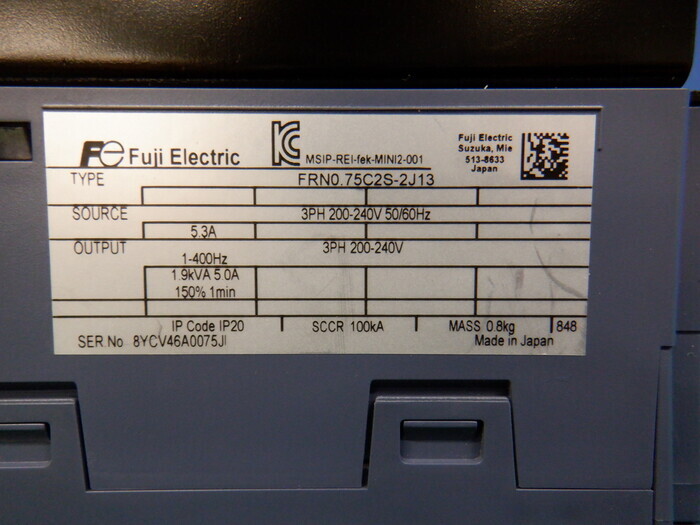 Fe Fuji Electric
MSIP-REI-fek-MINI2-001
Fuji Electric
Suzuka, Mie
513-8633
Japan
TYPE FRN0.75C2S-2J13
SOURCE 3PH 200-240V 50/60Hz
5.3A
OUTPUT 3PH 200-240V
1-400Hz
1.9kVA 5.0A
150% 1min
IP Code IP20 SCCR 100kA MASS 0.8kg 848
SER.No 8YCV46A0075JI Made in Japan